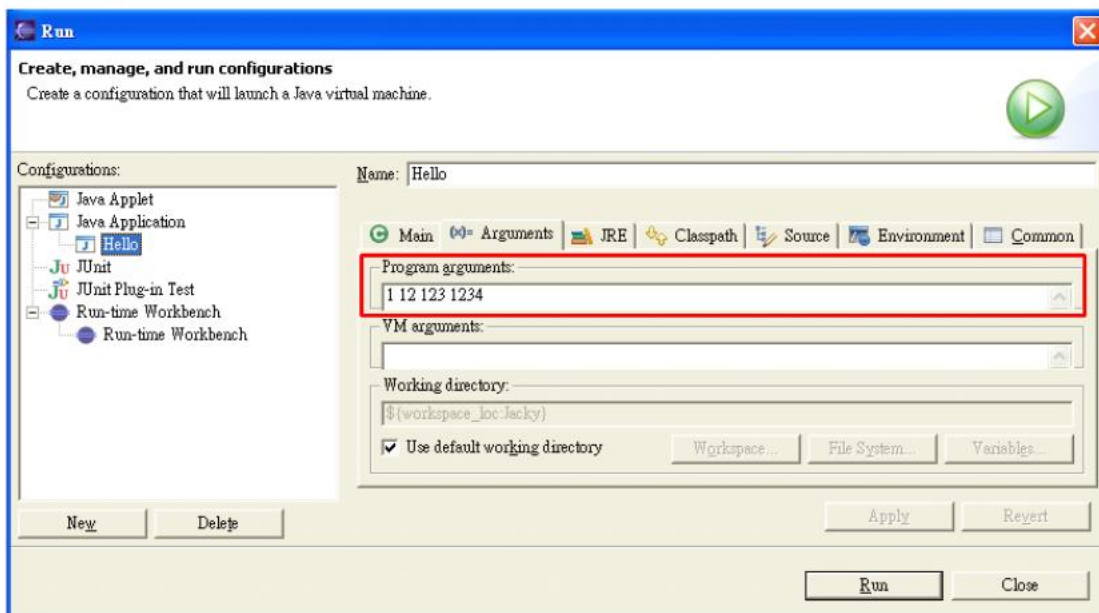 Run
Create, manage, and run configurations
Create a configuration that will launch a Java virtual machine.
Configurations:
Java Applet
Java Application
Hello
JUnit
JUnit Plug-in Test
Run-time Workbench
Run-time Workbench
New Delete
Name: Hello
Main (x)= Arguments JRE Classpath Source Environment Common
Program arguments:
1 12 123 1234
VM arguments:
Working directory:
${workspace_loc:Jacky}
Use default working directory Workspace... File System... Variables...
Apply Revert
Run Close